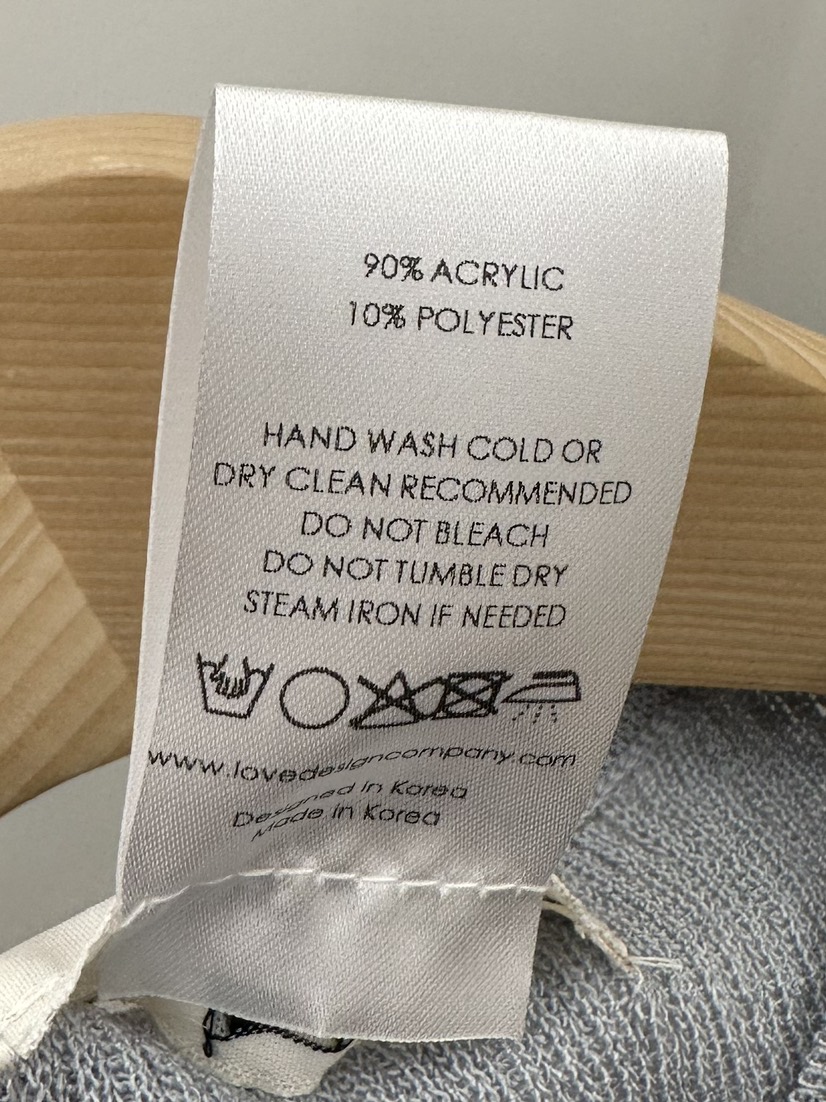 90% ACRYLIC
10% POLYESTER
HAND WASH COLD OR
DRY CLEAN RECOMMENDED
DO NOT BLEACH
DO NOT TUMBLE DRY
STEAM IRON IF NEEDED
www.lovedesigncompany.com
Designed in Korea
Made in Korea